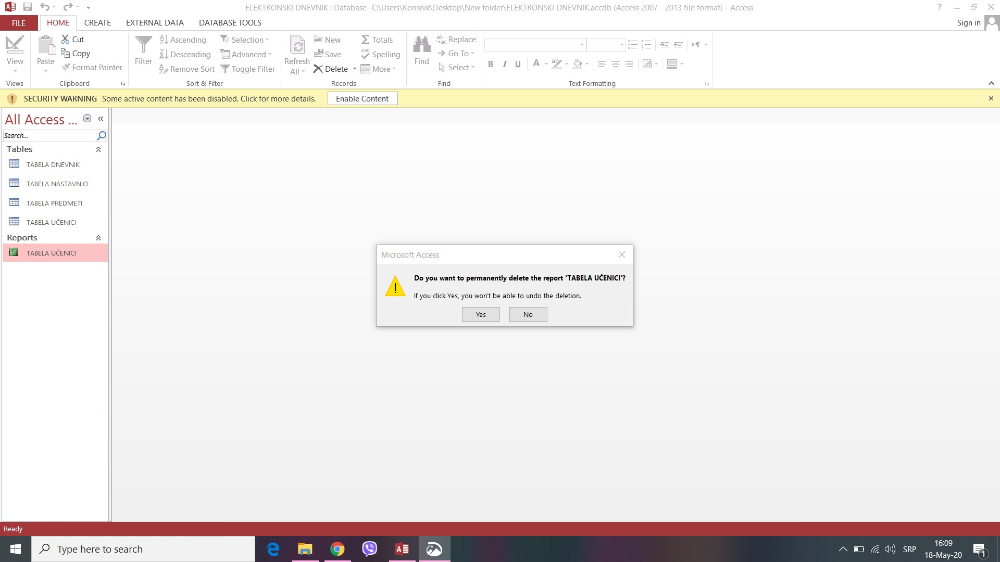 ELEKTRONSKI DNEVNIK : Database- C:\Users\Korisnik\Desktop\New folder\ELEKTRONSKI DNEVNIK.accdb (Access 2007 - 2013 file format) - Access
FILE HOME CREATE EXTERNAL DATA DATABASE TOOLS Sign in
View
Views
Paste
Cut
Copy
Format Painter
Clipboard
Filter
Ascending
Descending
Remove Sort
Selection
Advanced
Toggle Filter
Sort & Filter
Refresh
All
New
Save
Delete
Totals
Spelling
More
Records
Find
Replace
Go To
Select
Find
B I U A
Text Formatting
SECURITY WARNING Some active content has been disabled. Click for more details. Enable Content
All Access ...
Search...
Tables
TABELA DNEVNIK
TABELA NASTAVNICI
TABELA PREDMETI
TABELA UČENICI
Reports
TABELA UČENICI
Microsoft Access
Do you want to permanently delete the report 'TABELA UČENICI'?
If you click Yes, you won't be able to undo the deletion.
Yes No
Ready
Type here to search
SRP
16:09
18-May-20
1